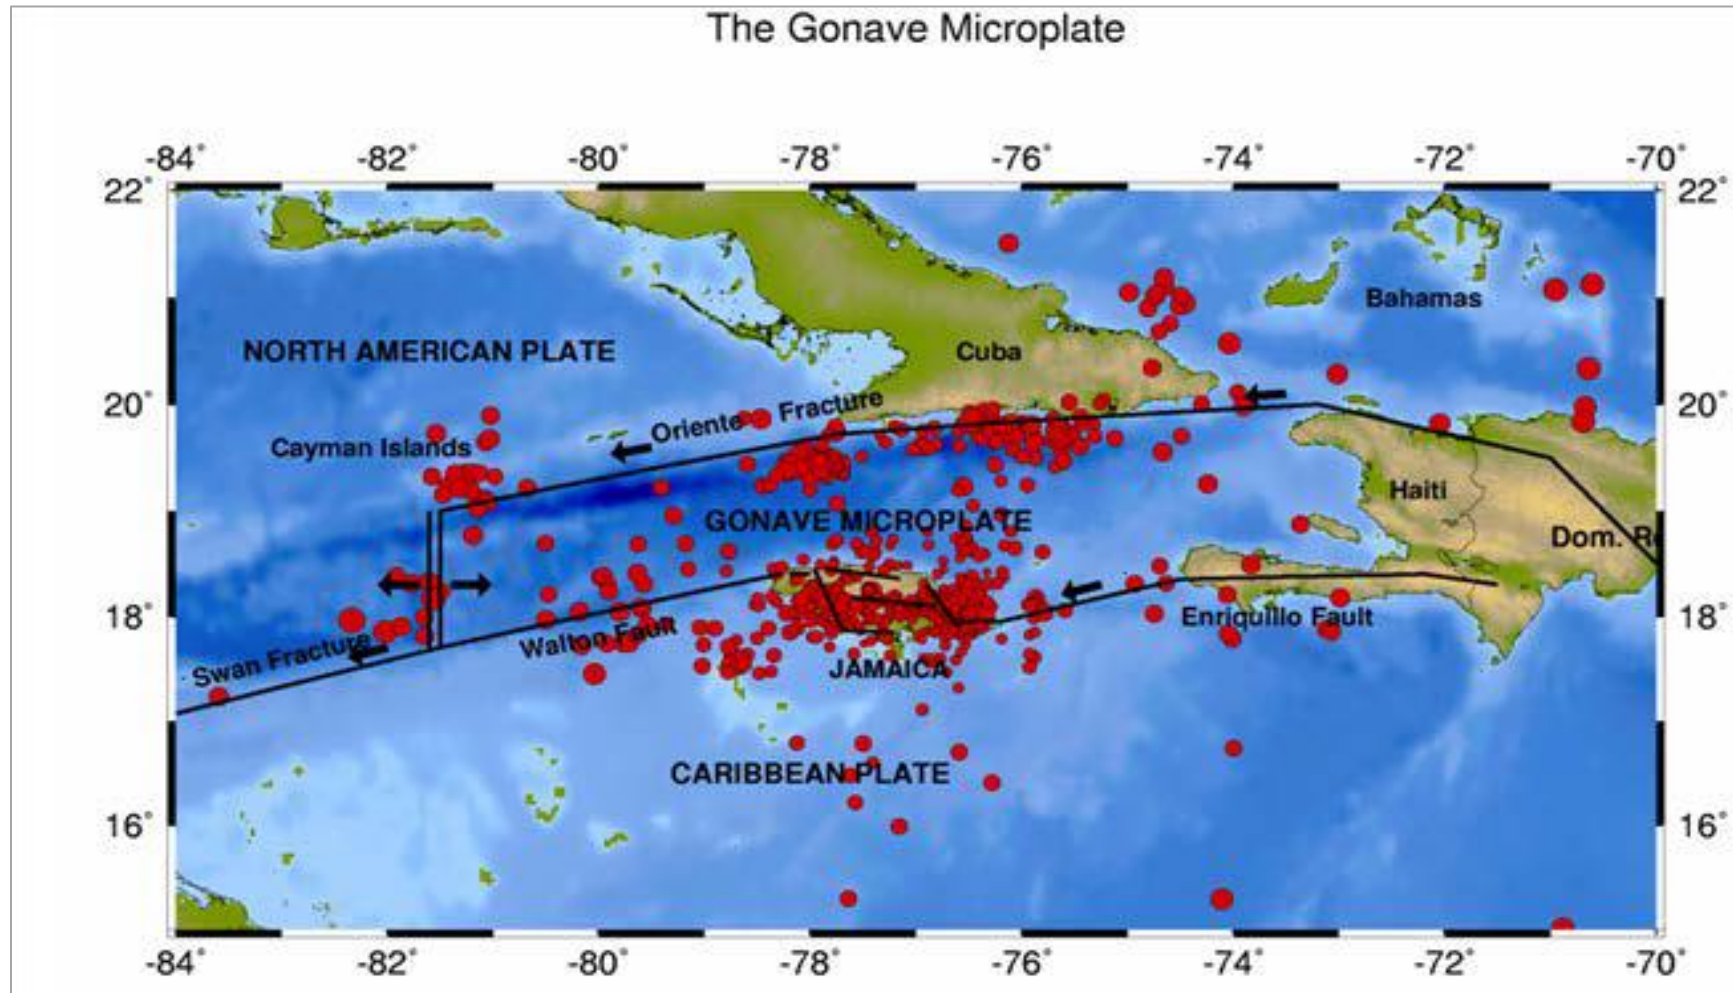 The Gonave Microplate
-84° -82° -80° -78° -76° -74° -72° -70°
22° 22°
Bahamas
NORTH AMERICAN PLATE
Cuba
20° 20°
Oriente Fracture
Cayman Islands
Haiti
GONAVE MICROPLATE
Dom. R
18° 18°
Enriquillo Fault
Walton Fault
Swan Fracture
JAMAICA
CARIBBEAN PLATE
16° 16°
-84° -82° -80° -78° -76° -74° -72° -70°